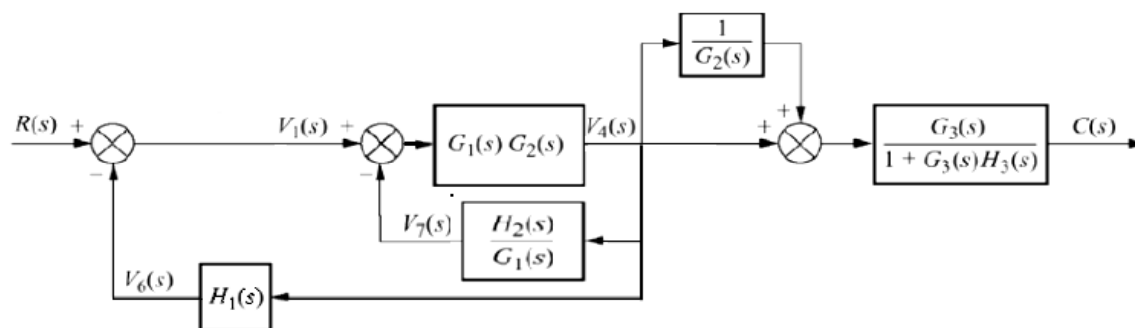 1
G₂(s)
R(s) +
−
V₁(s) +
−
G₁(s) G₂(s)
V₄(s)
+
+
G₃(s)
1 + G₃(s)H₃(s)
C(s)
V₇(s)
H₂(s)
G₁(s)
V₆(s)
H₁(s)